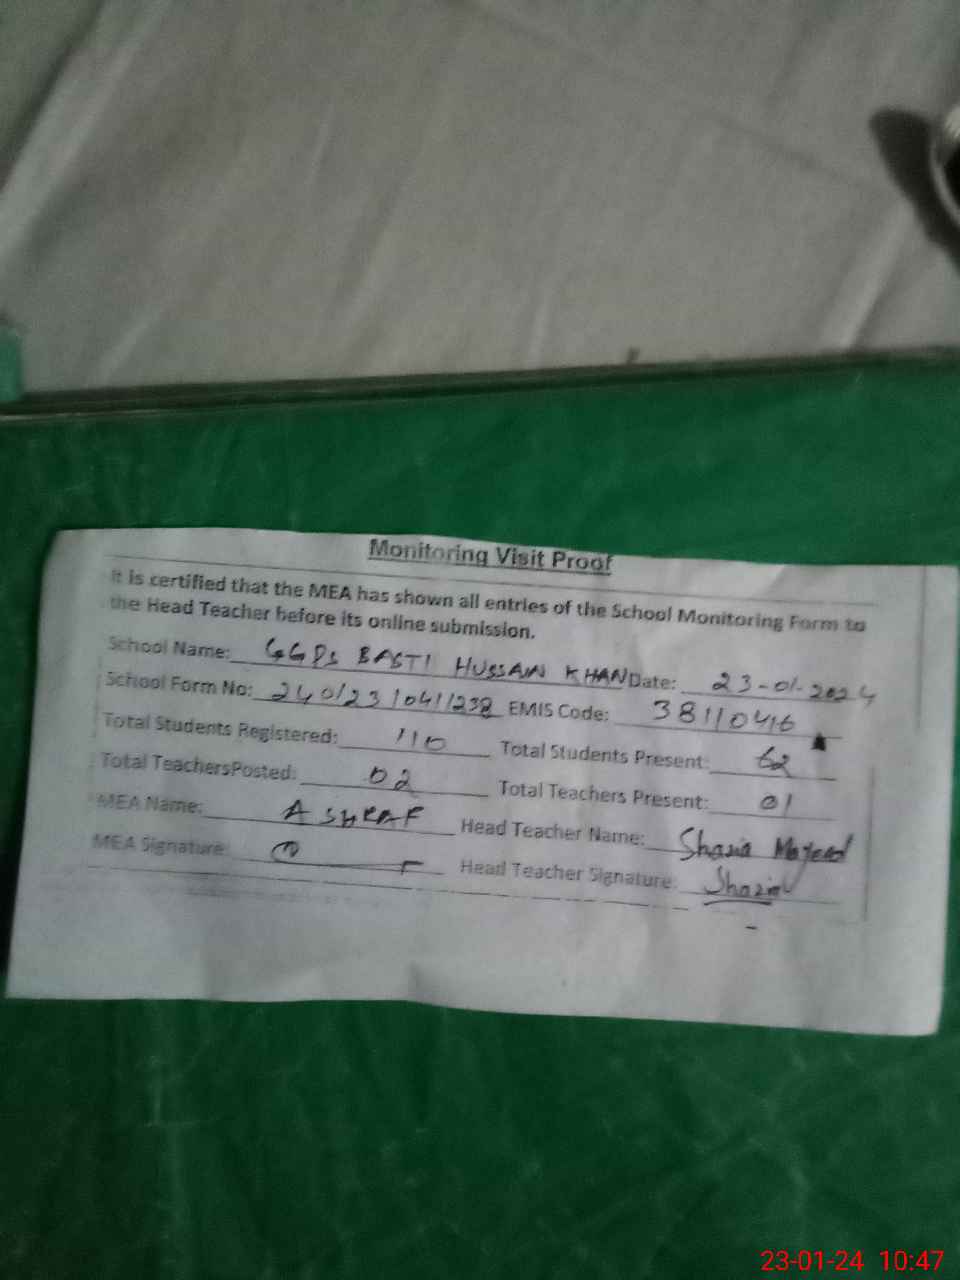 Monitoring Visit Proof
It is certified that the MEA has shown all entries of the School Monitoring Form to
the Head Teacher before its online submission.
School Name: GGPS BASTI HUSSAIN KHAN Date: 23-01-2024
School Form No: 24012310411238 EMIS Code: 38110416
Total Students Registered: 110 Total Students Present: 62
Total TeachersPosted: 02 Total Teachers Present: 01
MEA Name: ASHRAF Head Teacher Name: Shazia Majeed
MEA Signature: Head Teacher Signature: Shazia
23-01-24 10:47